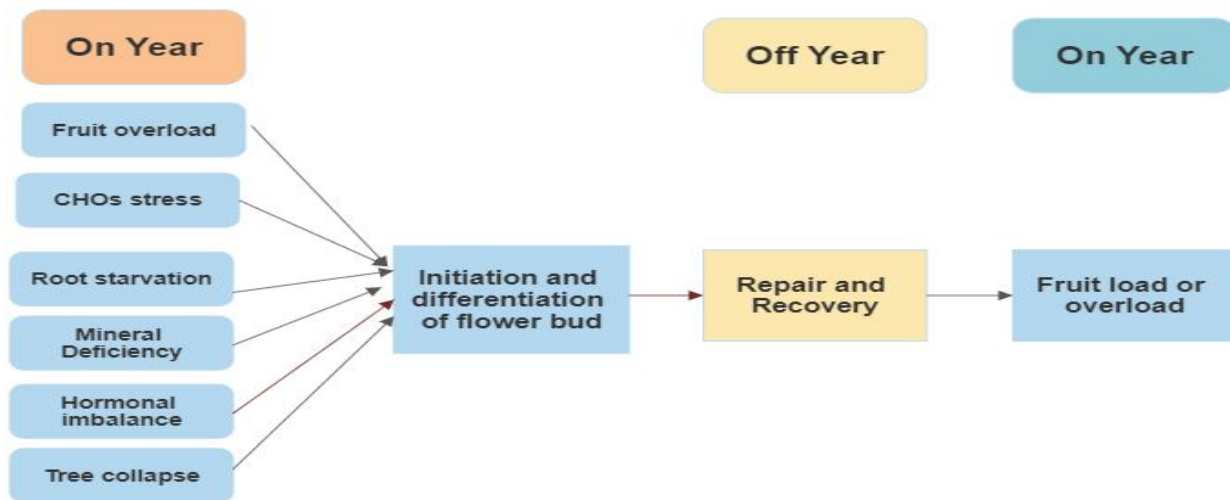 On Year
Off Year
On Year
Fruit overload
CHOs stress
Root starvation
Mineral
Deficiency
Hormonal
imbalance
Tree collapse
Initiation and
differentiation
of flower bud
Repair and
Recovery
Fruit load or
overload